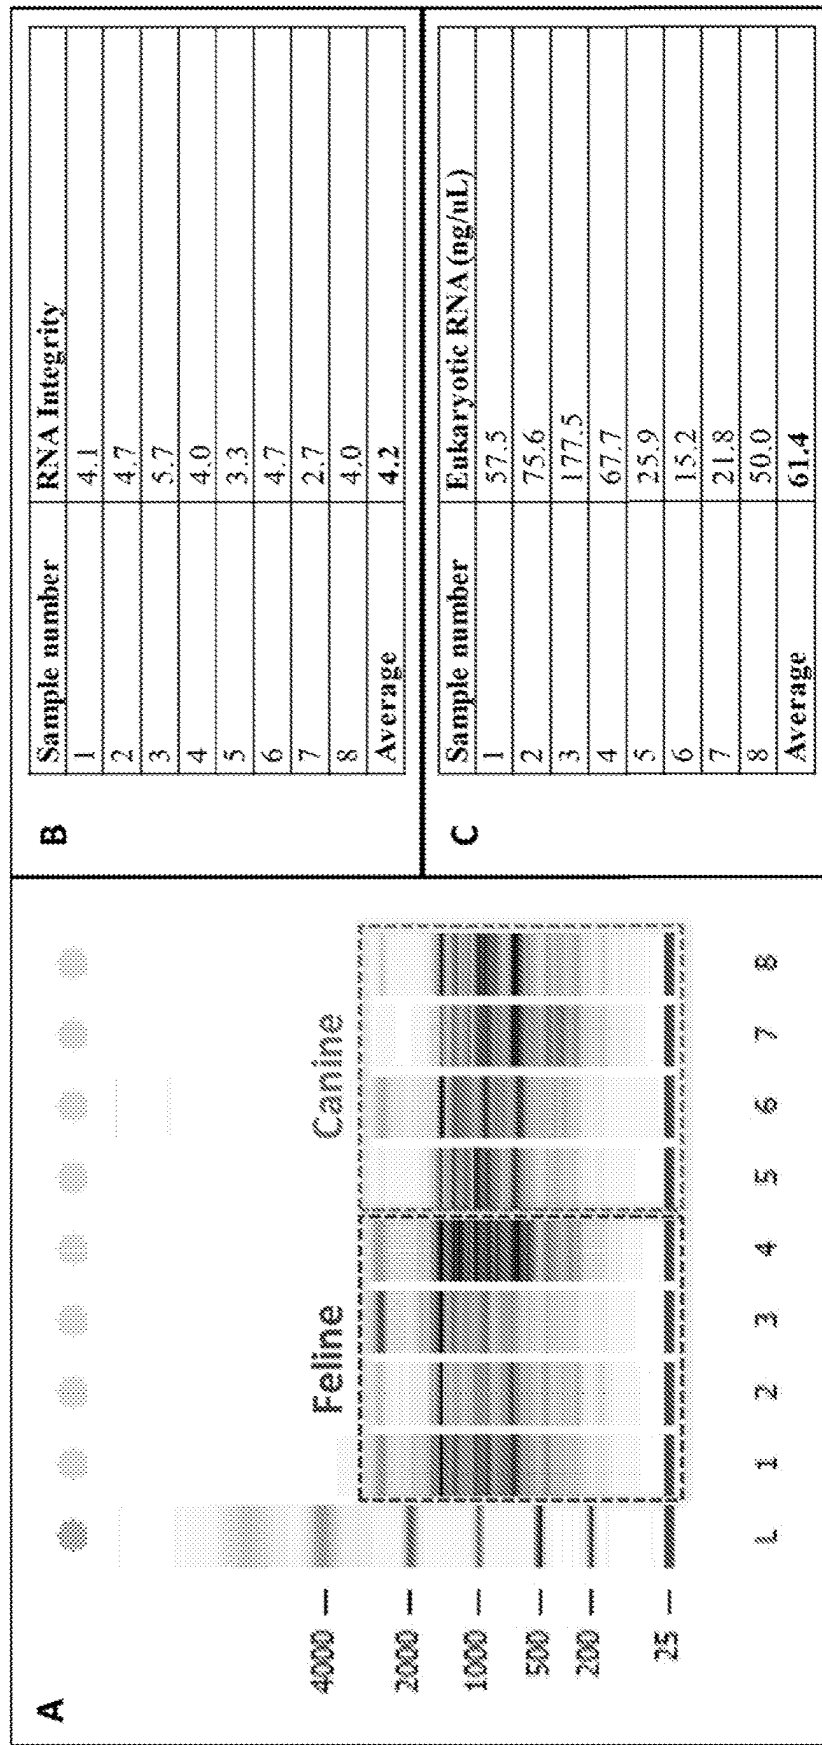 A
Feline
Canine
4000
2000
1000
500
200
25
L 1 2 3 4 5 6 7 8
B
Sample number RNA Integrity
1 4.1
2 4.7
3 5.7
4 4.0
5 3.3
6 4.7
7 2.7
8 4.0
Average 4.2
C
Sample number Eukaryotic RNA (ng/uL)
1 57.5
2 75.6
3 177.5
4 67.7
5 25.9
6 15.2
7 21.8
8 50.0
Average 61.4